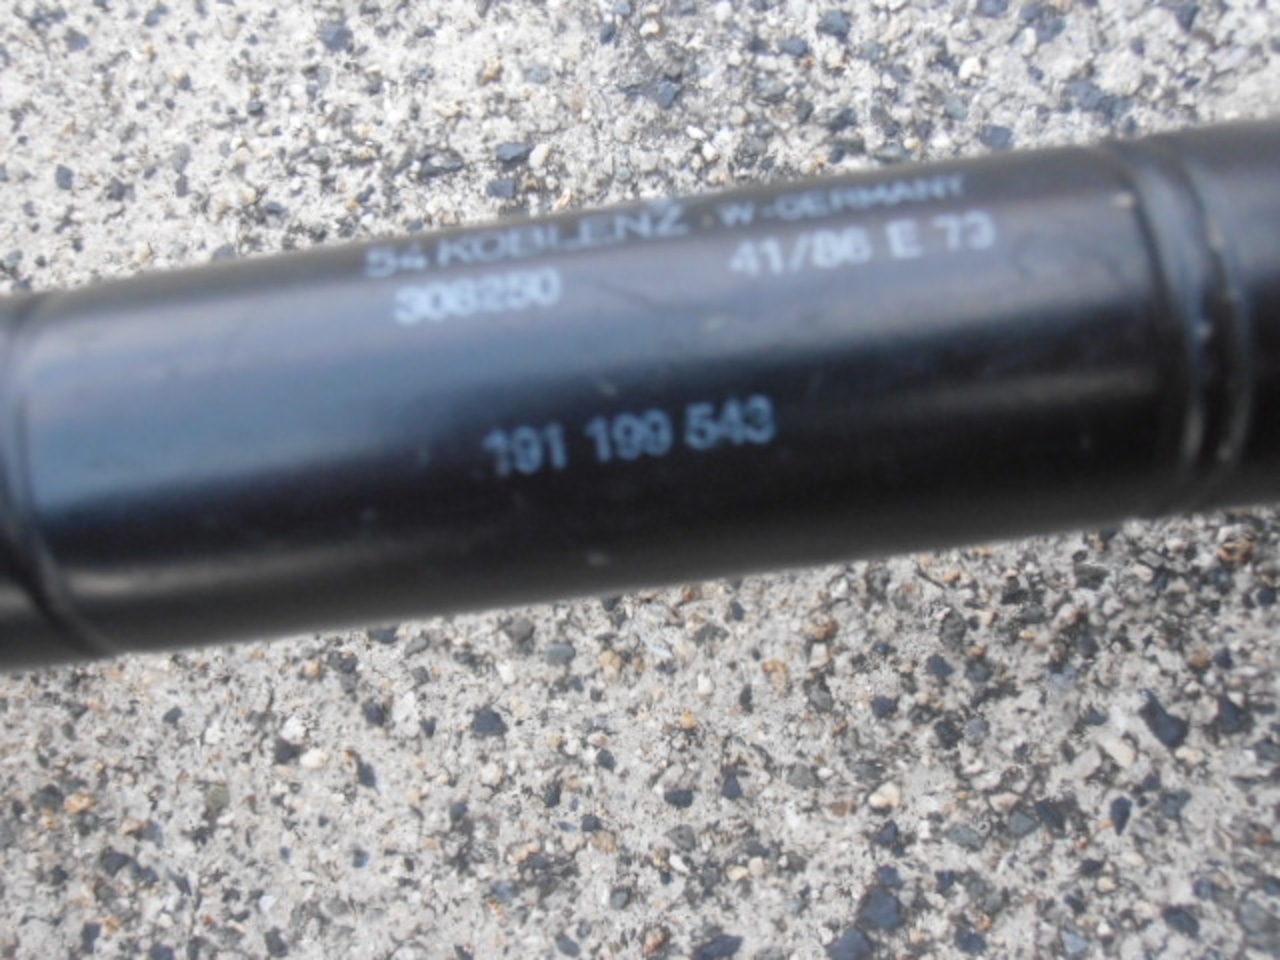 54 KOBLENZ · W-GERMANY
306250 41/86 E 73
191 199 543